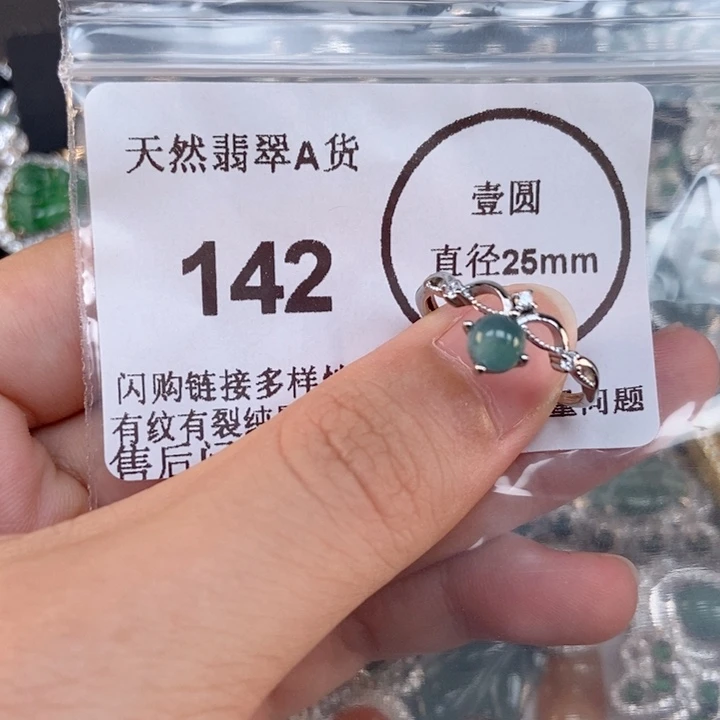 天然翡翠A货
142
壹圆
直径25mm
闪购链接多样
有纹有裂纯
问题
售后